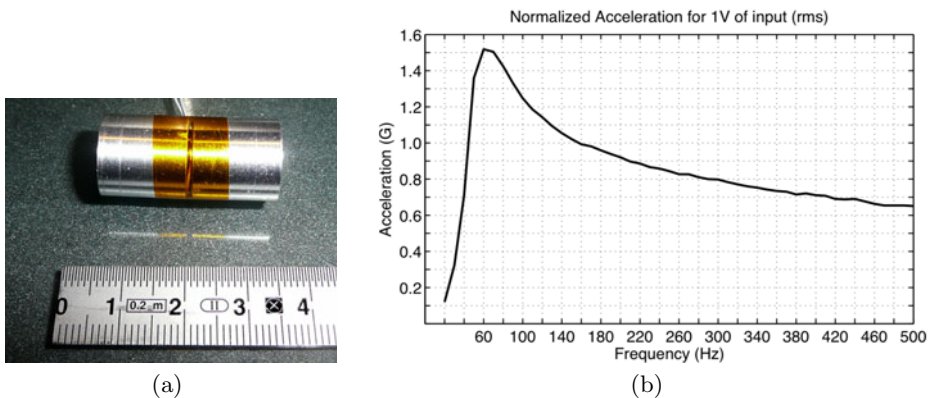 0 1 0.2 m 2 II 3 4
(a)
Normalized Acceleration for 1V of input (rms)
Acceleration (G)
1.6
1.4
1.2
1.0
0.8
0.6
0.4
0.2
60 100 140 180 220 260 300 340 380 420 460 500
Frequency (Hz)
(b)